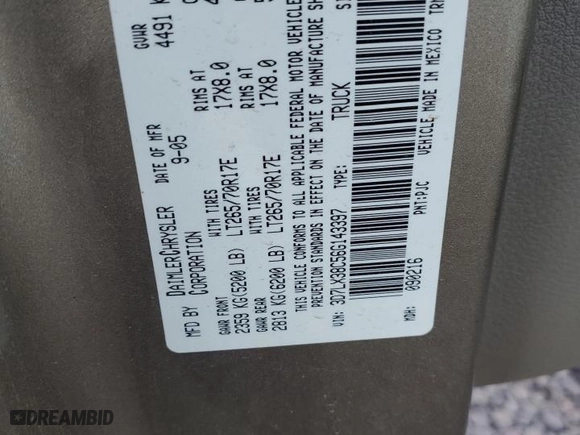 MFD BY DAIMLERCHRYSLER CORPORATION
DATE OF MFR 9-05
GVWR 4491 K
GAWR FRONT WITH TIRES RIMS AT
2359 KG(5200 LB) LT265/70R17E 17X8.0
GAWR REAR WITH TIRES RIMS AT
2813 KG(6200 LB) LT265/70R17E 17X8.0
THIS VEHICLE CONFORMS TO ALL APPLICABLE FEDERAL MOTOR VEHICLE
PREVENTION STANDARDS IN EFFECT ON THE DATE OF MANUFACTURE
VIN: 3D7LX38C56G143397 TYPE: TRUCK
MDH: 090216 PNT:PJC VEHICLE MADE IN MEXICO
DREAMBID